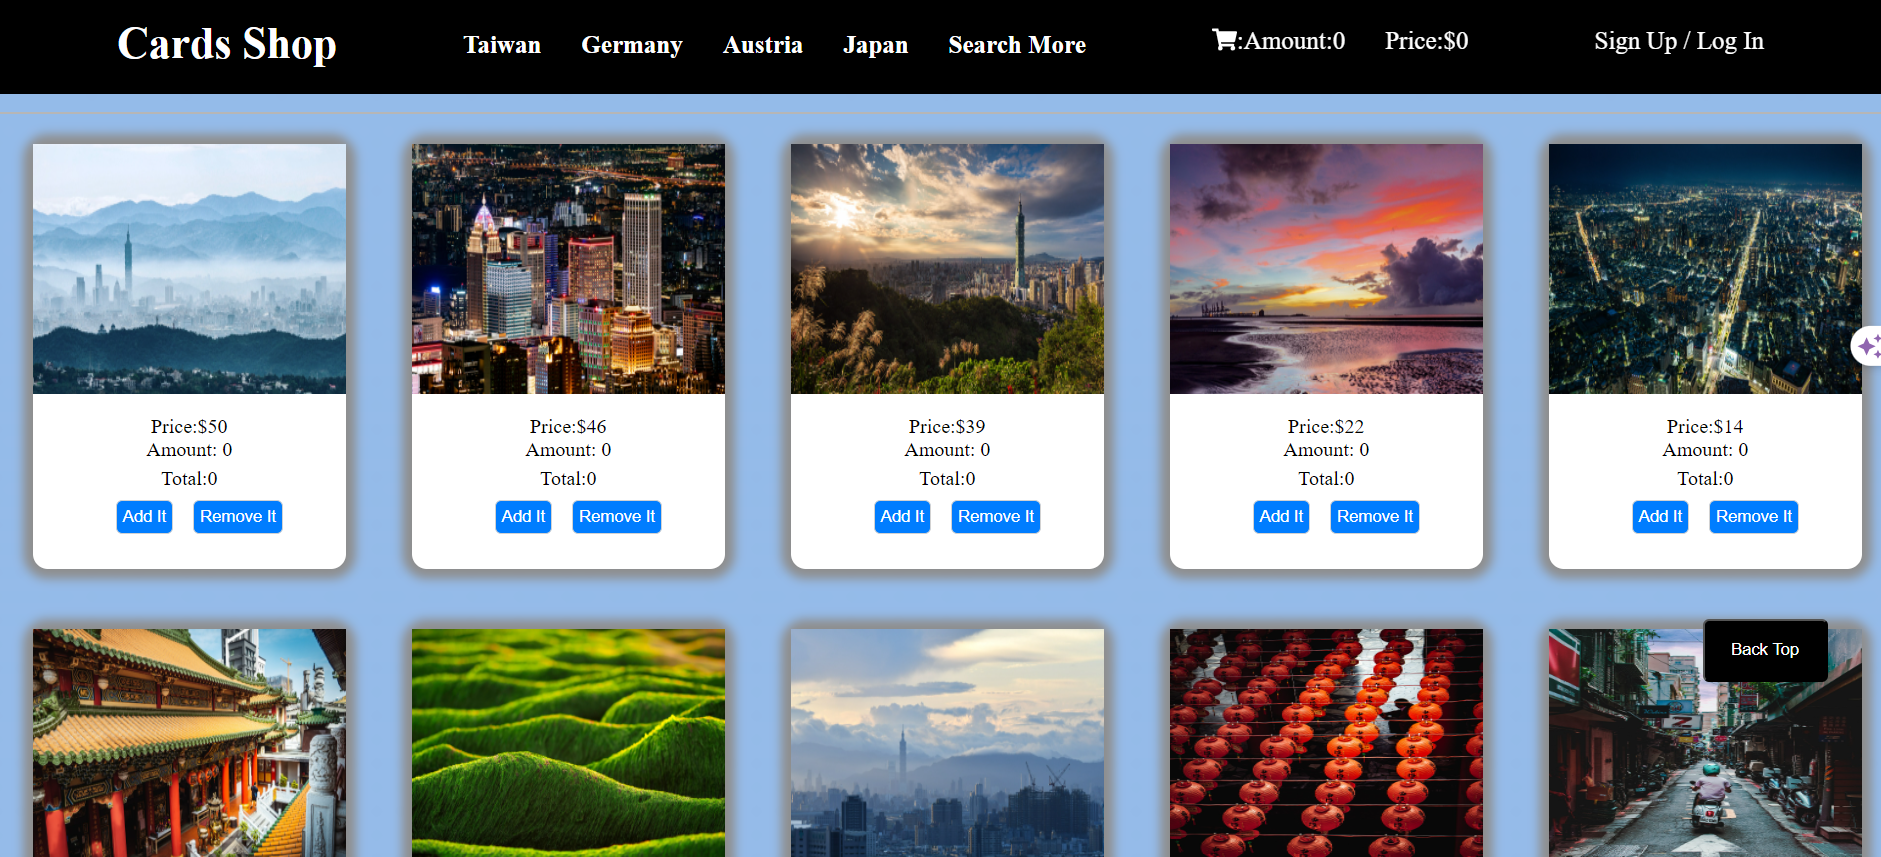 Cards Shop
Taiwan Germany Austria Japan Search More
:Amount:0 Price:$0
Sign Up / Log In
Price:$50
Amount: 0
Total:0
Add It Remove It
Price:$46
Amount: 0
Total:0
Add It Remove It
Price:$39
Amount: 0
Total:0
Add It Remove It
Price:$22
Amount: 0
Total:0
Add It Remove It
Price:$14
Amount: 0
Total:0
Add It Remove It
Back Top